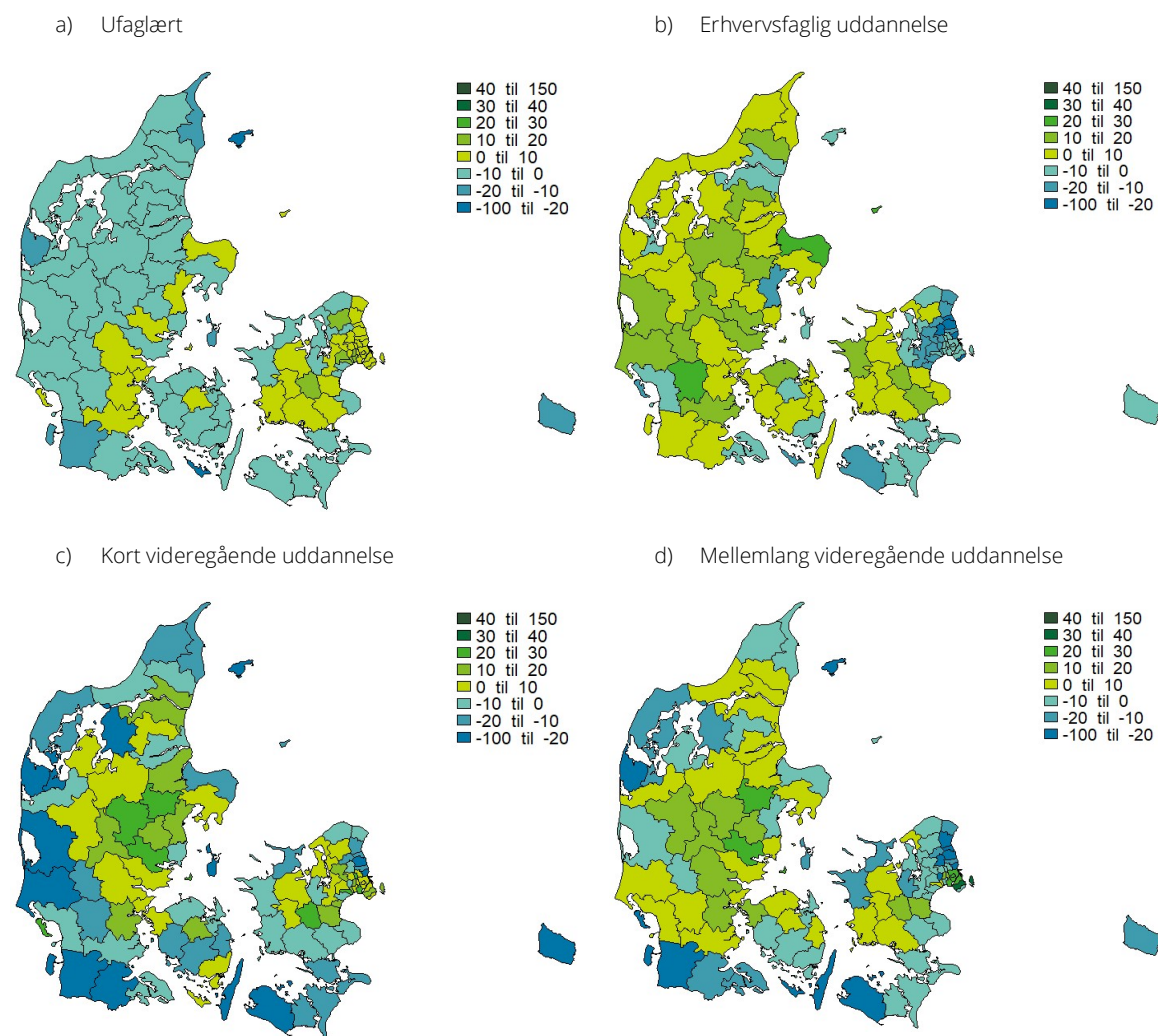 a) Ufaglært
40 til 150
30 til 40
20 til 30
10 til 20
0 til 10
-10 til 0
-20 til -10
-100 til -20
b) Erhvervsfaglig uddannelse
40 til 150
30 til 40
20 til 30
10 til 20
0 til 10
-10 til 0
-20 til -10
-100 til -20
c) Kort videregående uddannelse
40 til 150
30 til 40
20 til 30
10 til 20
0 til 10
-10 til 0
-20 til -10
-100 til -20
d) Mellemlang videregående uddannelse
40 til 150
30 til 40
20 til 30
10 til 20
0 til 10
-10 til 0
-20 til -10
-100 til -20